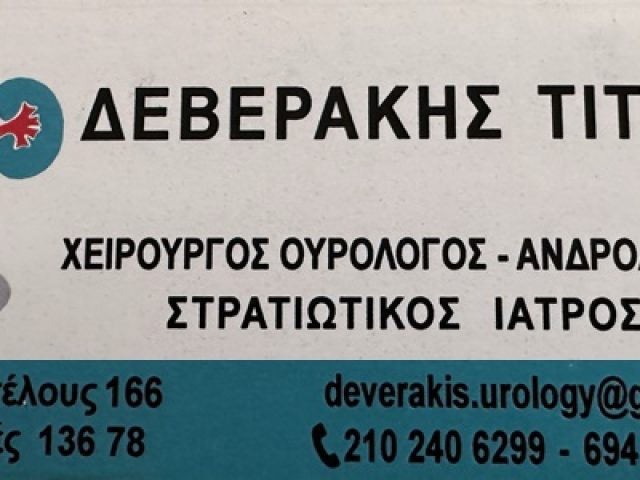 ΔΕΒΕΡΑΚΗΣ ΤΙΤ
ΧΕΙΡΟΥΡΓΟΣ ΟΥΡΟΛΟΓΟΣ - ΑΝΔΡΟΛ
ΣΤΡΑΤΙΩΤΙΚΟΣ ΙΑΤΡΟΣ
τέλους 166 deverakis.urology@g
ές 136 78 210 240 6299 - 694